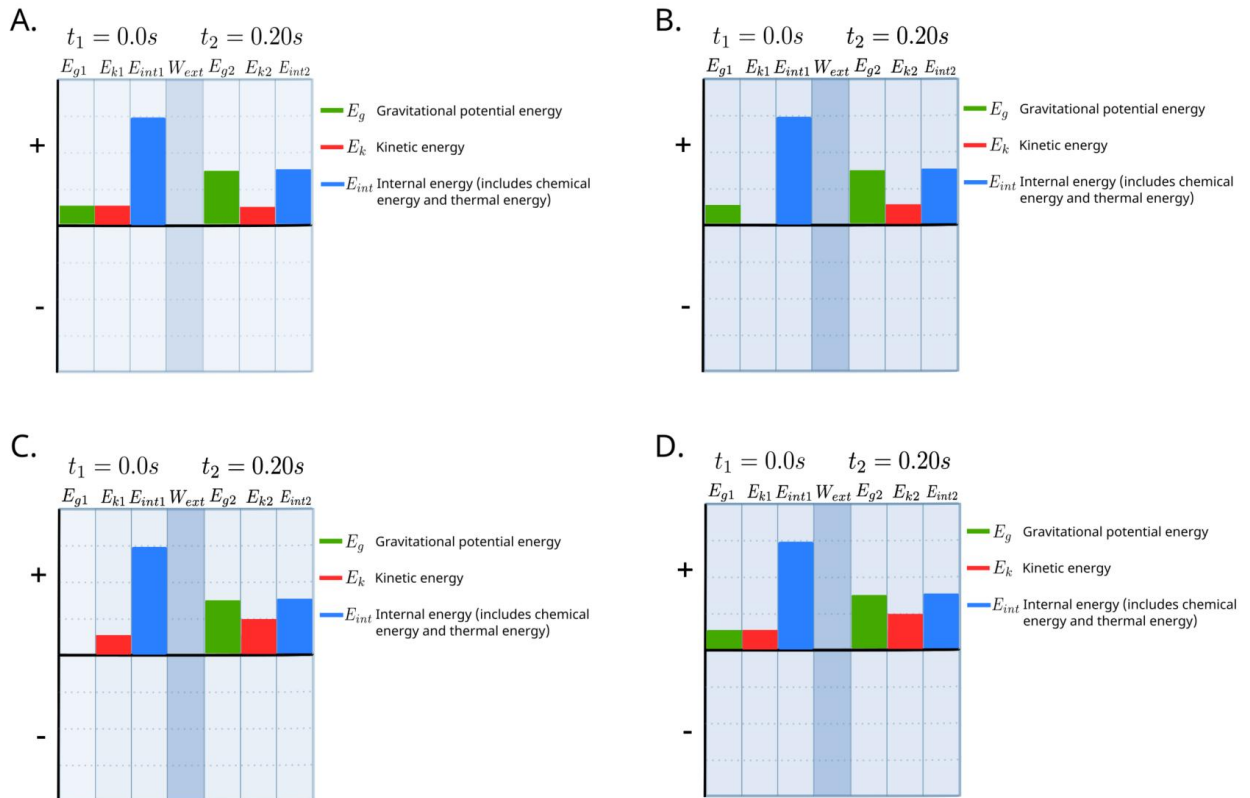 A.
t₁ = 0.0s t₂ = 0.20s
E_g1 E_k1 E_int1 W_ext E_g2 E_k2 E_int2
+
-
E_g Gravitational potential energy
E_k Kinetic energy
E_int Internal energy (includes chemical
energy and thermal energy)
B.
t₁ = 0.0s t₂ = 0.20s
E_g1 E_k1 E_int1 W_ext E_g2 E_k2 E_int2
+
-
E_g Gravitational potential energy
E_k Kinetic energy
E_int Internal energy (includes chemical
energy and thermal energy)
C.
t₁ = 0.0s t₂ = 0.20s
E_g1 E_k1 E_int1 W_ext E_g2 E_k2 E_int2
+
-
E_g Gravitational potential energy
E_k Kinetic energy
E_int Internal energy (includes chemical
energy and thermal energy)
D.
t₁ = 0.0s t₂ = 0.20s
E_g1 E_k1 E_int1 W_ext E_g2 E_k2 E_int2
+
-
E_g Gravitational potential energy
E_k Kinetic energy
E_int Internal energy (includes chemical
energy and thermal energy)